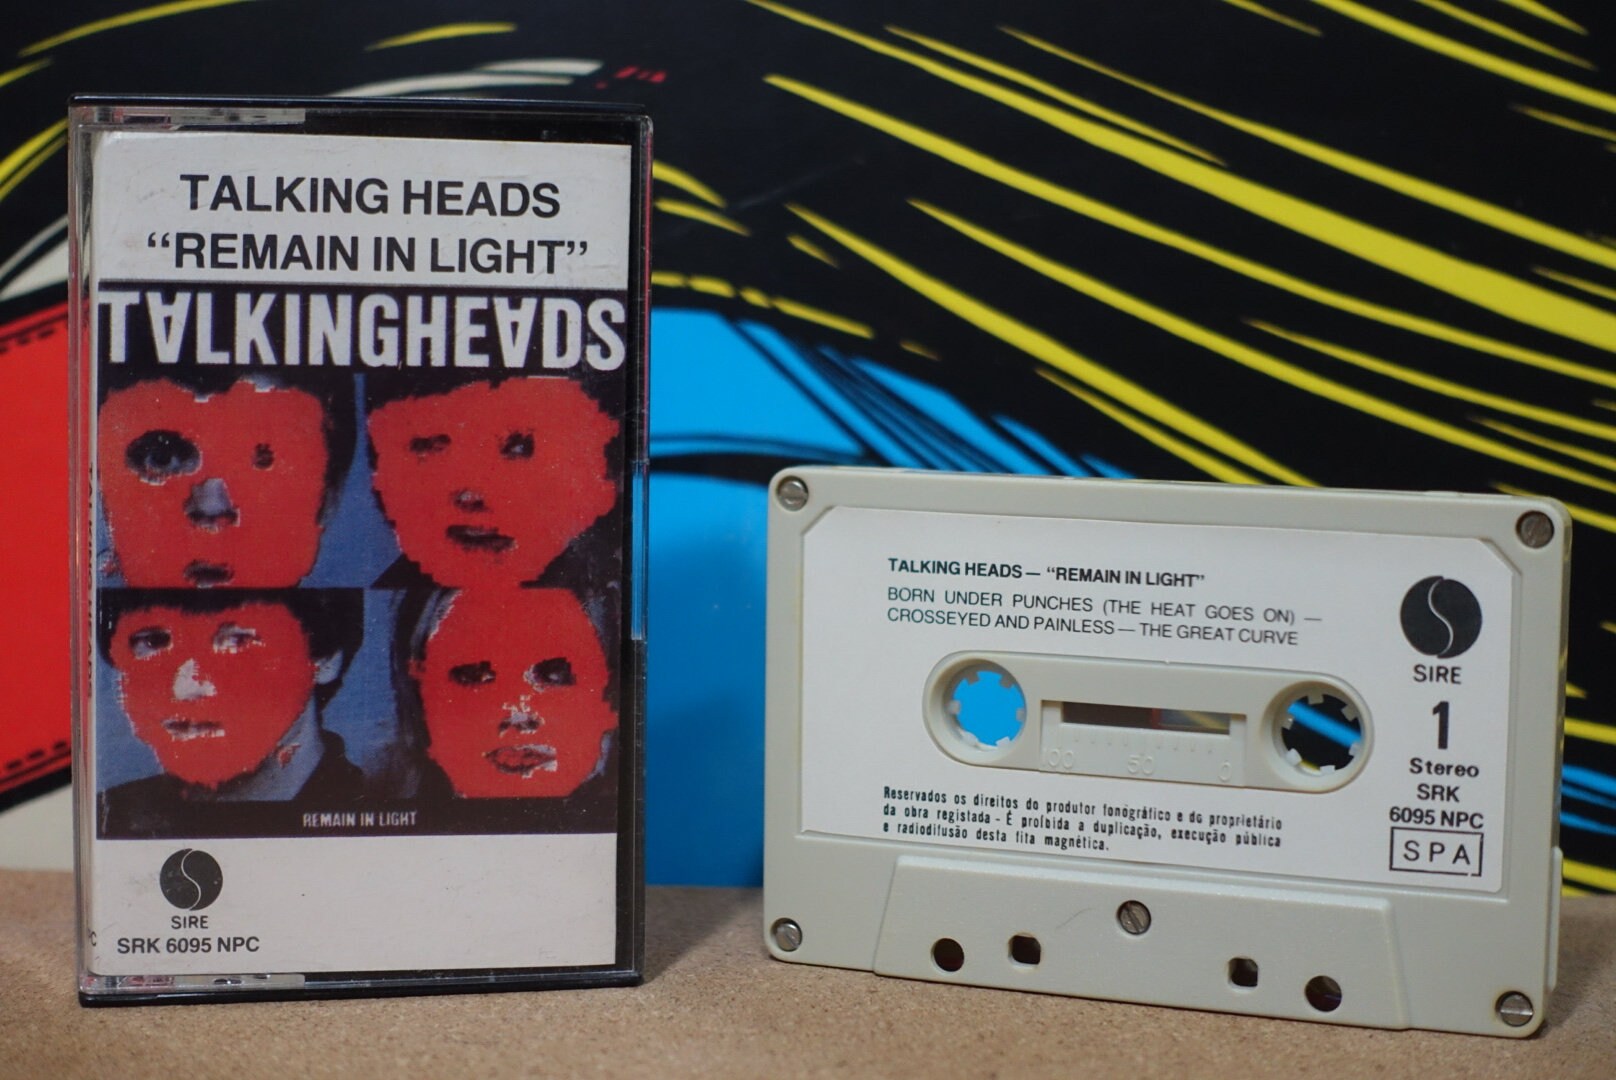 TALKING HEADS
“REMAIN IN LIGHT”
TALKINGHEADS
REMAIN IN LIGHT
SIRE
SRK 6095 NPC
TALKING HEADS — “REMAIN IN LIGHT”
BORN UNDER PUNCHES (THE HEAT GOES ON) —
CROSSEYED AND PAINLESS — THE GREAT CURVE
SIRE
1
Stereo
SRK
6095 NPC
SPA
100 50 0
Reservados os direitos do produtor fonográfico e do proprietário
da obra registada - É proíbida a duplicação, execução pública
e radiodifusão desta fita magnética.